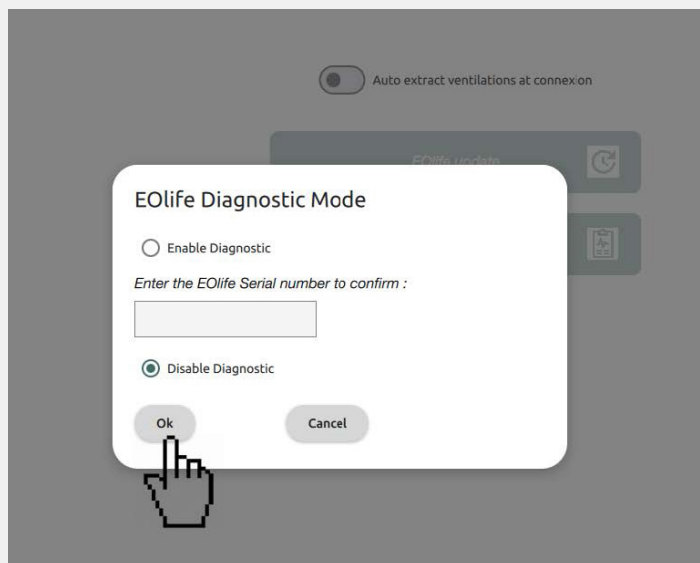 Auto extract ventilations at connexion
EOlife update
EOlife Diagnostic Mode
Enable Diagnostic
Enter the EOlife Serial number to confirm :
Disable Diagnostic
Ok
Cancel